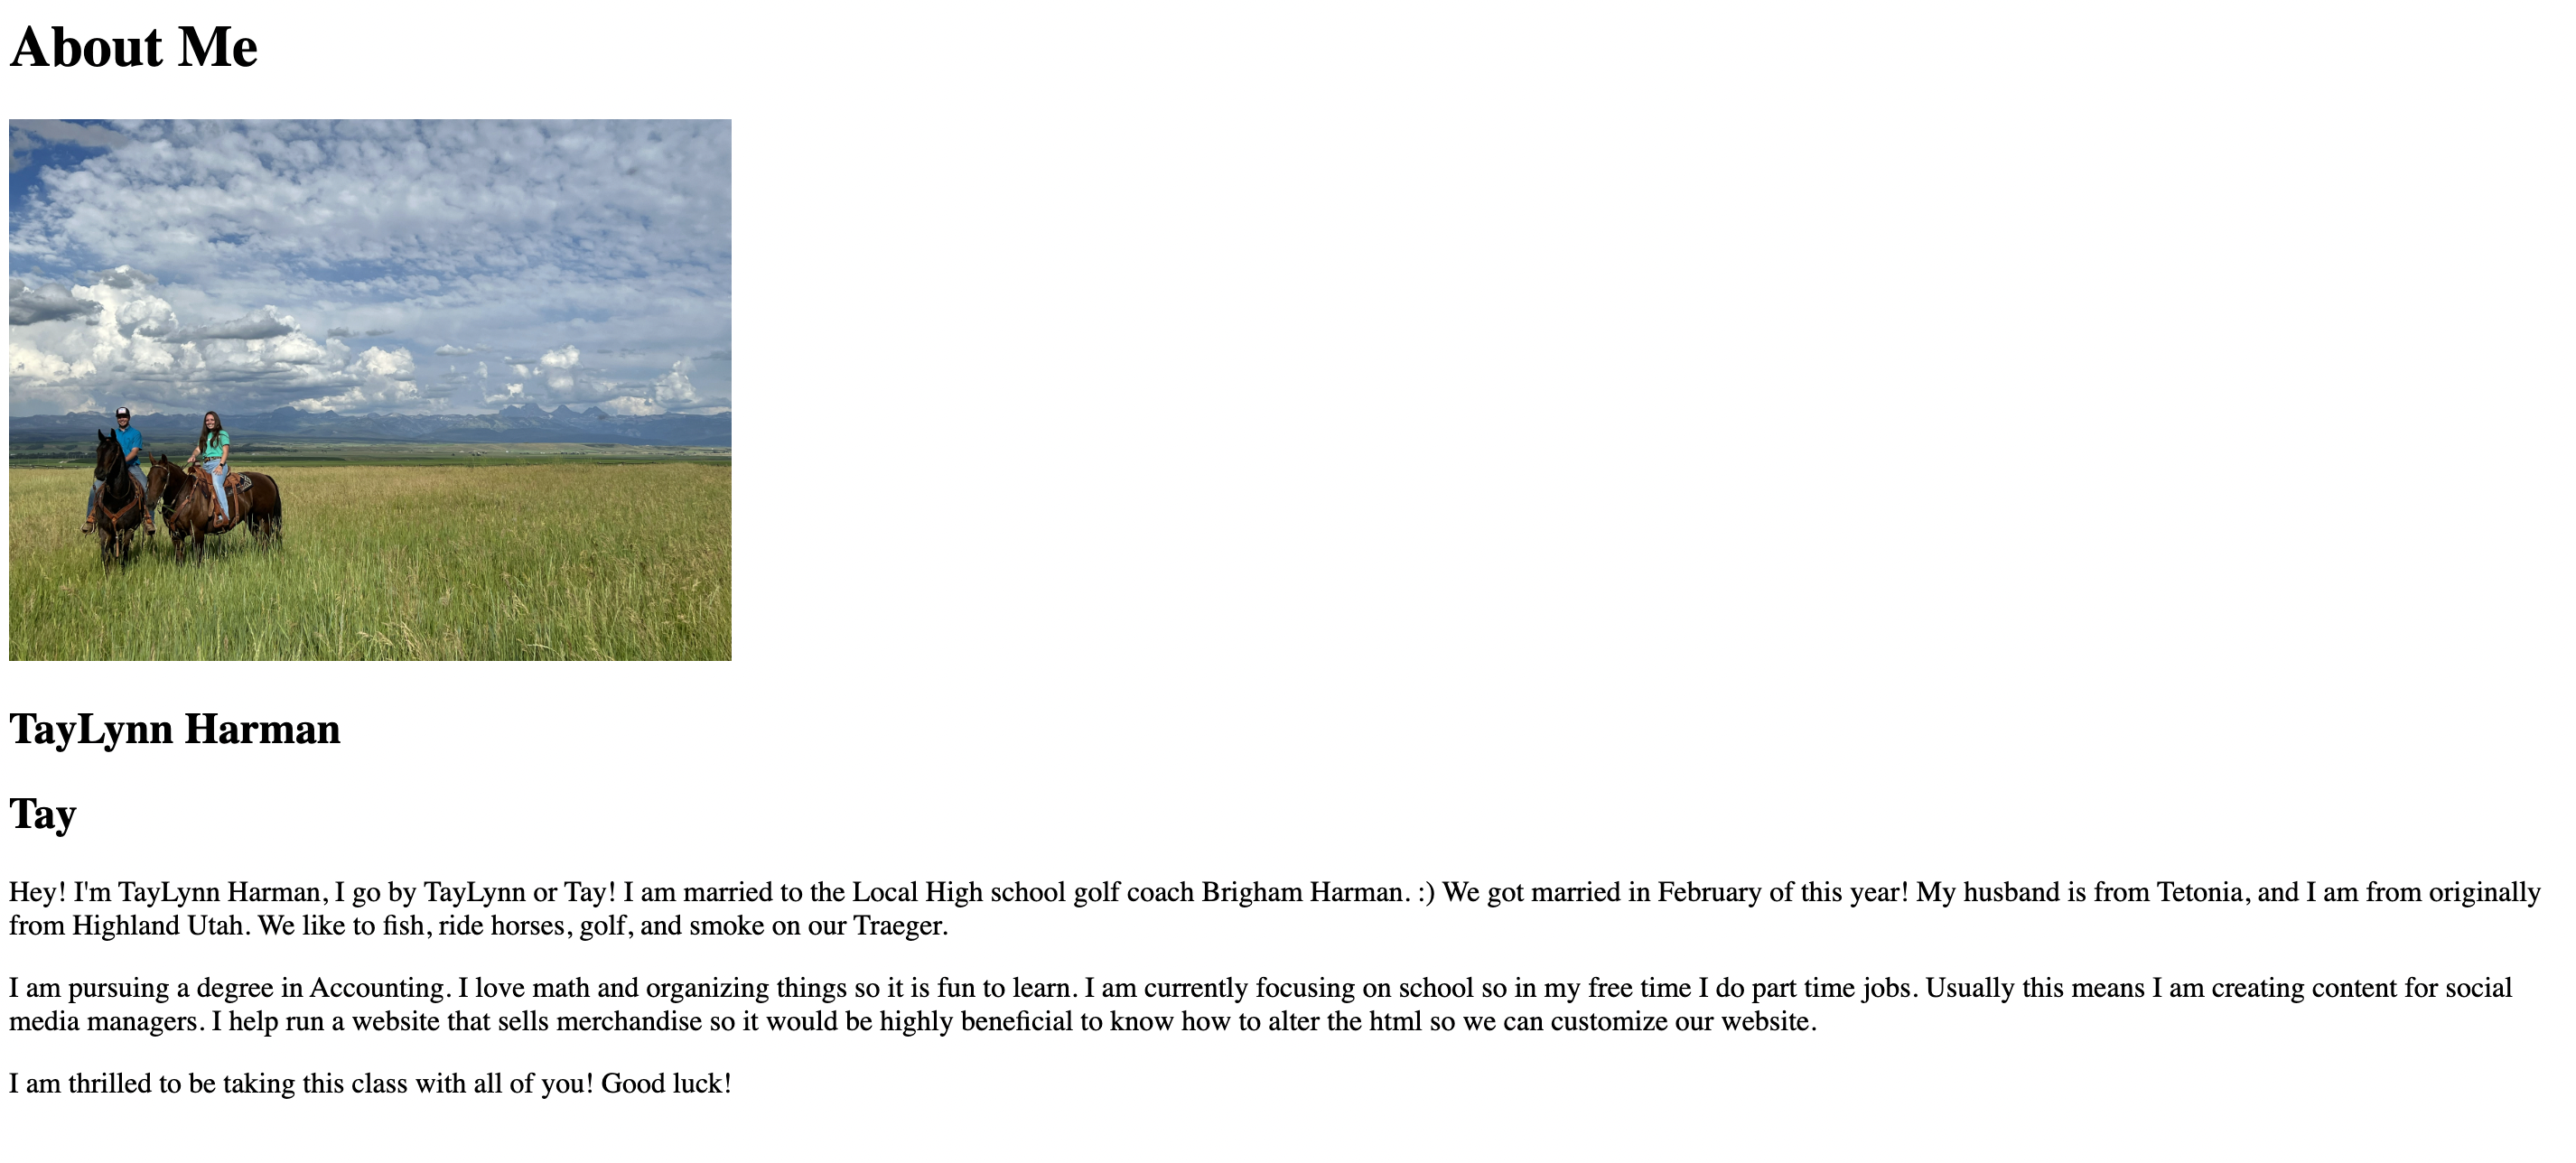 About Me
TayLynn Harman
Tay
Hey! I'm TayLynn Harman, I go by TayLynn or Tay! I am married to the Local High school golf coach Brigham Harman. :) We got married in February of this year! My husband is from Tetonia, and I am from originally
from Highland Utah. We like to fish, ride horses, golf, and smoke on our Traeger.
I am pursuing a degree in Accounting. I love math and organizing things so it is fun to learn. I am currently focusing on school so in my free time I do part time jobs. Usually this means I am creating content for social
media managers. I help run a website that sells merchandise so it would be highly beneficial to know how to alter the html so we can customize our website.
I am thrilled to be taking this class with all of you! Good luck!